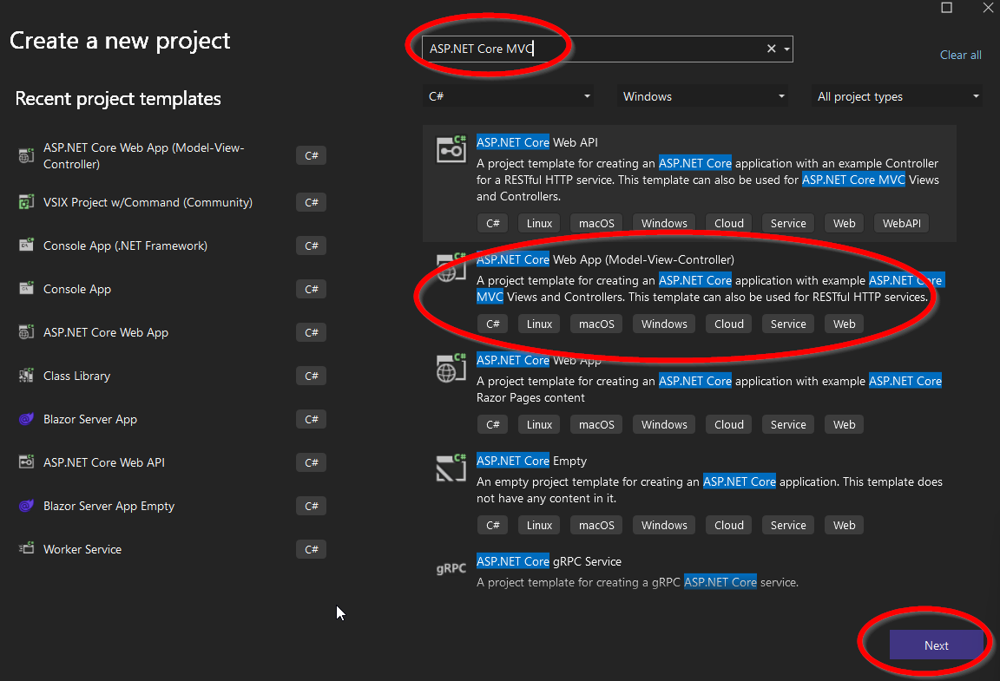 Create a new project
ASP.NET Core MVC
Clear all
Recent project templates
C#
Windows
All project types
ASP.NET Core Web App (Model-View-
Controller)
C#
VSIX Project w/Command (Community)
C#
Console App (.NET Framework)
C#
Console App
C#
ASP.NET Core Web App
C#
Class Library
C#
Blazor Server App
C#
ASP.NET Core Web API
C#
Blazor Server App Empty
C#
Worker Service
C#
C#
ASP.NET Core Web API
A project template for creating an ASP.NET Core application with an example Controller
for a RESTful HTTP service. This template can also be used for ASP.NET Core MVC Views
and Controllers.
C# Linux macOS Windows Cloud Service Web WebAPI
C#
ASP.NET Core Web App (Model-View-Controller)
A project template for creating an ASP.NET Core application with example ASP.NET Core
MVC Views and Controllers. This template can also be used for RESTful HTTP services.
C# Linux macOS Windows Cloud Service Web
C#
ASP.NET Core Web App
A project template for creating an ASP.NET Core application with example ASP.NET Core
Razor Pages content
C# Linux macOS Windows Cloud Service Web
C#
ASP.NET Core Empty
An empty project template for creating an ASP.NET Core application. This template does
not have any content in it.
C# Linux macOS Windows Cloud Service Web
gRPC
ASP.NET Core gRPC Service
A project template for creating a gRPC ASP.NET Core service.
Next